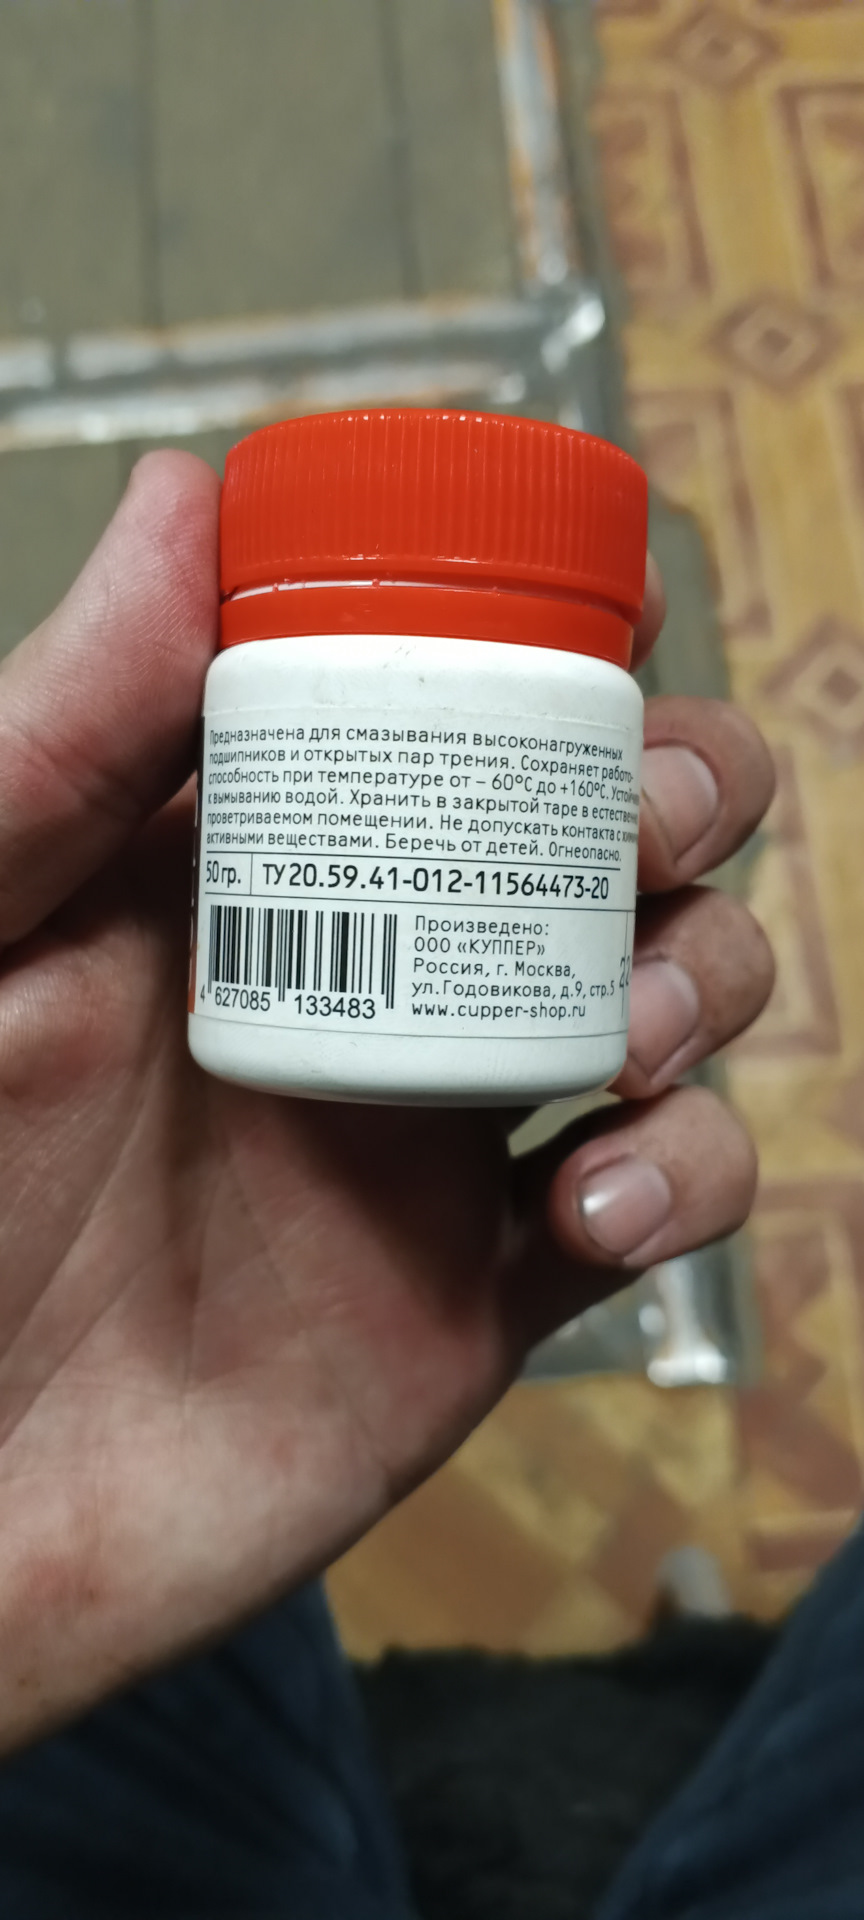 Предназначена для смазывания высоконагруженных
подшипников и открытых пар трения. Сохраняет работо-
способность при температуре от – 60°С до +160°С.
к вымыванию водой. Хранить в закрытой таре в
проветриваемом помещении. Не допускать контакта с
активными веществами. Беречь от детей. Огнеопасно.
50 гр. ТУ 20.59.41-012-11564473-20
Произведено:
ООО «КУППЕР»
Россия, г. Москва,
ул.Годовикова, д.9, стр.5
www.cupper-shop.ru
4 627085 133483